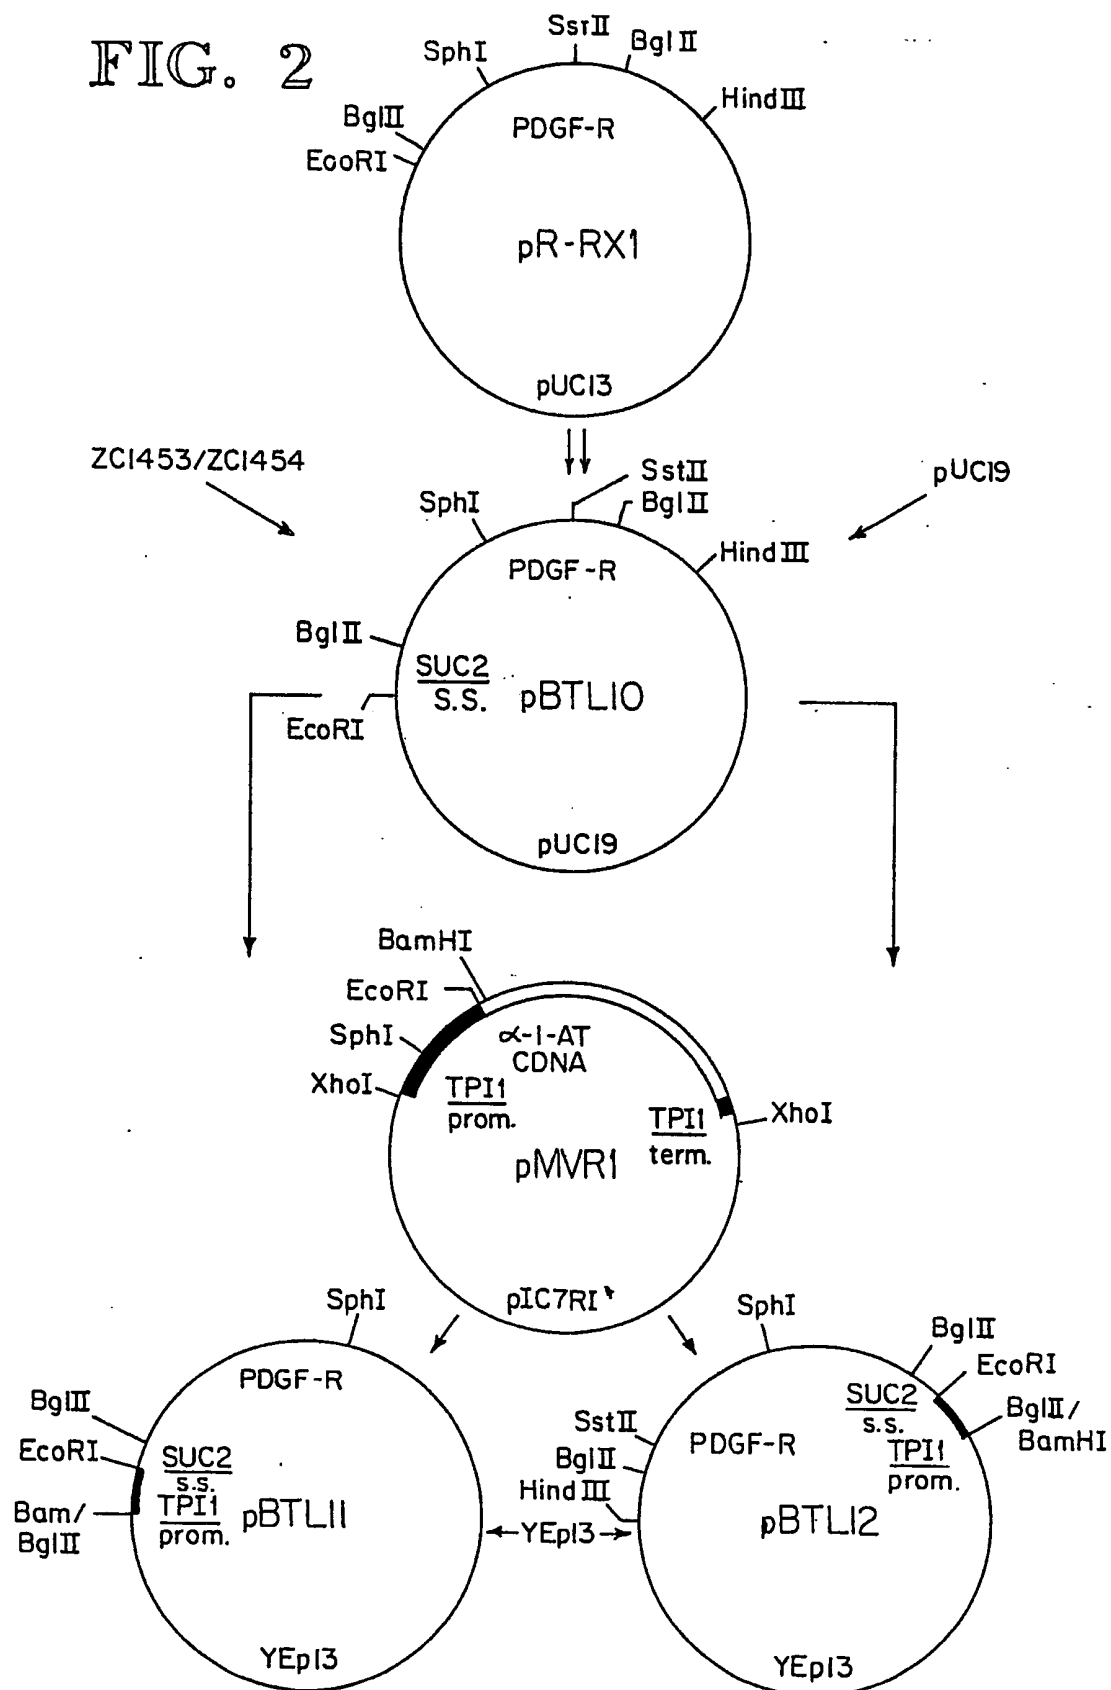 FIG. 2
SphI
SstII
BglII
HindIII
BglII
EcoRI
PDGF-R
pR-RX1
pUC13
ZC1453/ZC1454
pUC19
SphI
SstII
BglII
HindIII
PDGF-R
BglII
SUC2
S.S.
pBTL10
EcoRI
pUC19
BamHI
EcoRI
SphI
XhoI
α-1-AT
CDNA
TPI1
prom.
TPI1
term.
XhoI
pMVR1
pIC7RI*
SphI
PDGF-R
BglII
EcoRI
SUC2
s.s.
TPI1
prom.
Bam/
BglII
pBTL11
YEp13
YEp13
SphI
BglII
EcoRI
SUC2
s.s.
BglII/
BamHI
TPI1
prom.
SstII
PDGF-R
BglII
HindIII
pBTL12
YEp13